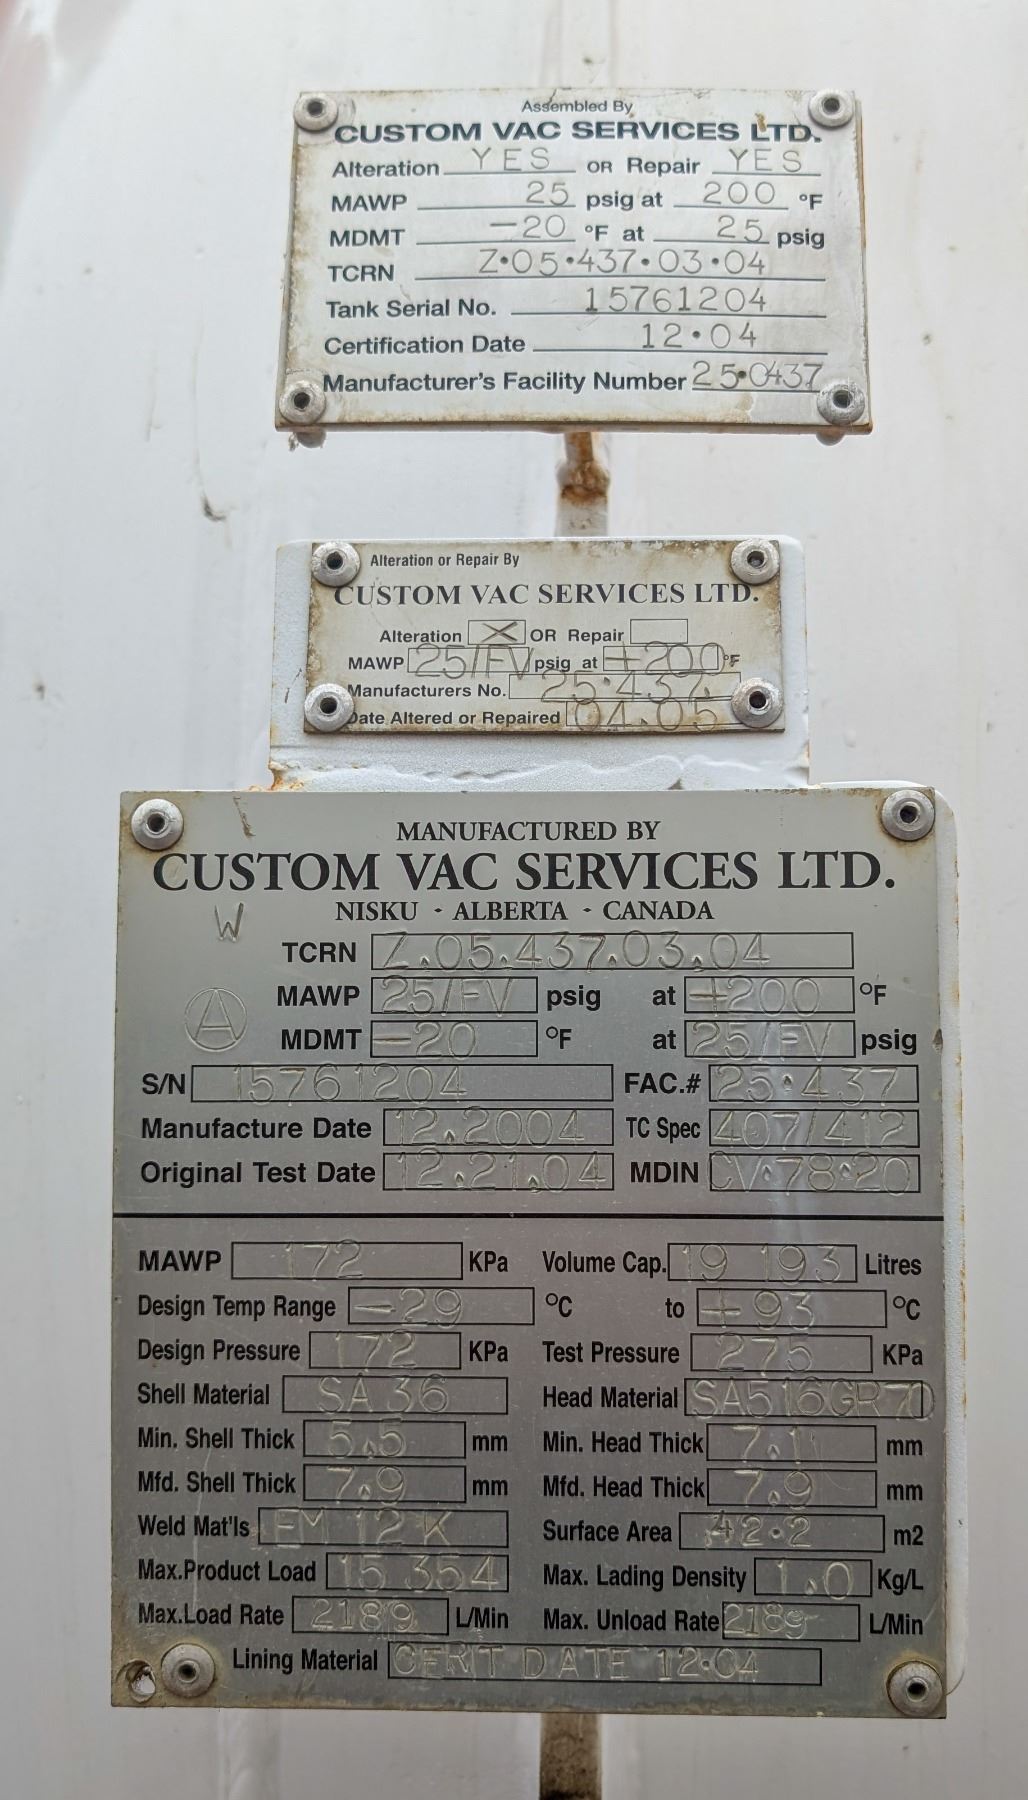 Assembled By
CUSTOM VAC SERVICES LTD.
Alteration YES OR Repair YES
MAWP 25 psig at 200 °F
MDMT -20 °F at 25 psig
TCRN Z•05•437•03•04
Tank Serial No. 15761204
Certification Date 12•04
Manufacturer's Facility Number 25•0437
Alteration or Repair By
CUSTOM VAC SERVICES LTD.
Alteration X OR Repair
MAWP 25/FV psig at +200 °F
Manufacturers No. 25•437
Date Altered or Repaired 04.05
MANUFACTURED BY
CUSTOM VAC SERVICES LTD.
NISKU - ALBERTA - CANADA
W
TCRN Z.05.437.03.04
MAWP 25/FV psig at +200 °F
A
MDMT -20 °F at 25/FV psig
S/N 15761204 FAC.# 25•437
Manufacture Date 12.2004 TC Spec 407/412
Original Test Date 12.21.04 MDIN CV•78•20
MAWP 172 KPa Volume Cap. 19 193 Litres
Design Temp Range -29 °C to +93 °C
Design Pressure 172 KPa Test Pressure 275 KPa
Shell Material SA36 Head Material SA516GR70
Min. Shell Thick 5.5 mm Min. Head Thick 7.1 mm
Mfd. Shell Thick 7.9 mm Mfd. Head Thick 7.9 mm
Weld Mat'ls EM 12 K Surface Area 42.2 m2
Max.Product Load 15 354 Max. Lading Density 1.0 Kg/L
Max.Load Rate 2189 L/Min Max. Unload Rate 2189 L/Min
Lining Material CERT DATE 12•04